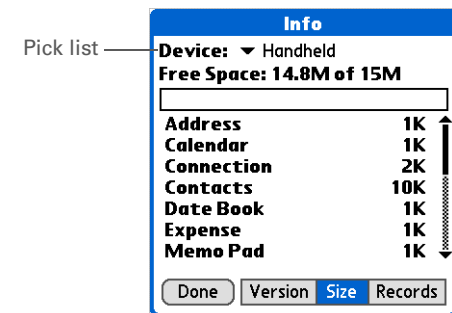 Info
Pick list
Device: Handheld
Free Space: 14.8M of 15M
Address 1K
Calendar 1K
Connection 2K
Contacts 10K
Date Book 1K
Expense 1K
Memo Pad 1K
Done Version Size Records